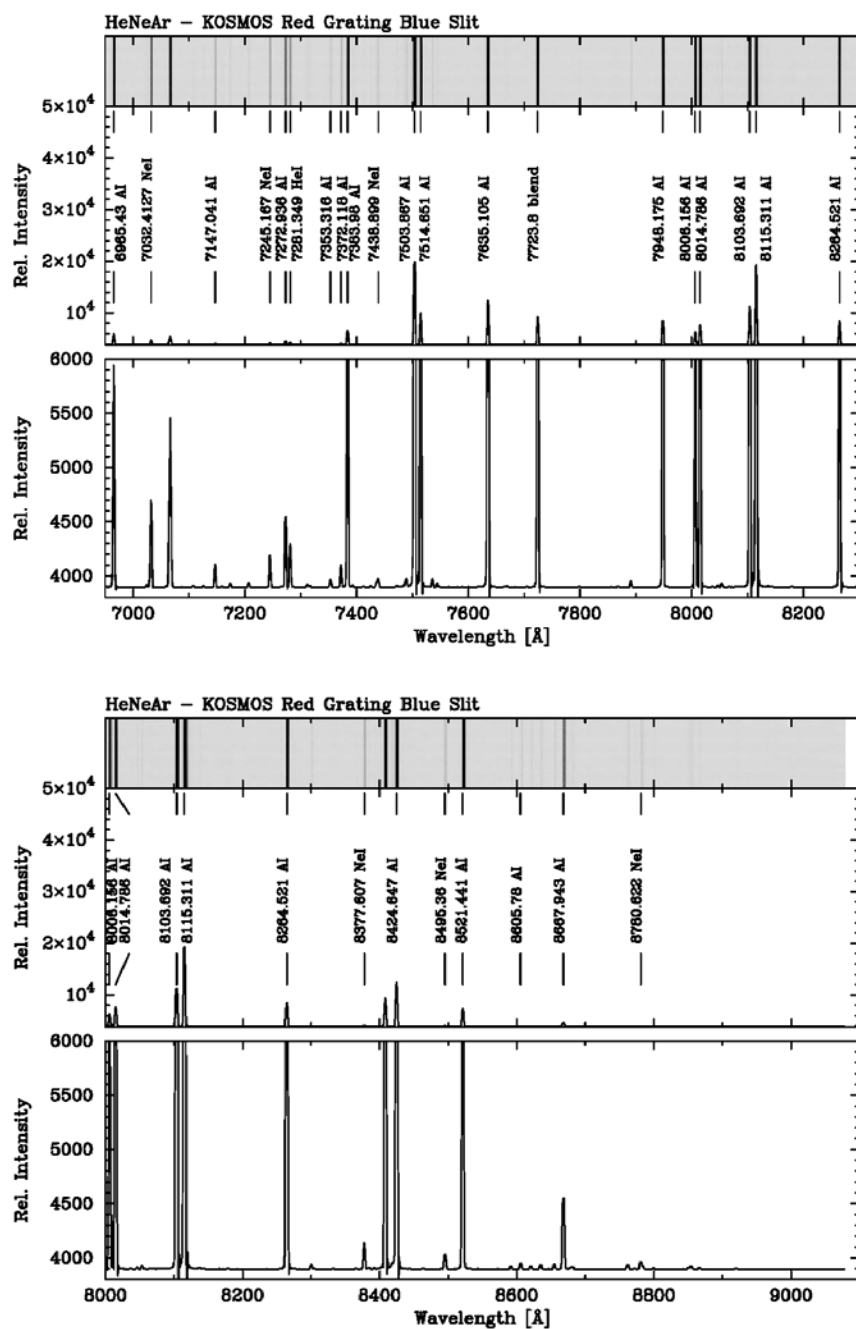 HeNeAr – KOSMOS Red Grating Blue Slit
5×10⁴
4×10⁴
3×10⁴
2×10⁴
10⁴
Rel. Intensity
6965.43 AI
7032.4127 NeI
7147.041 AI
7245.167 NeI
7272.936 AI
7281.349 HeI
7353.316 AI
7372.118 AI
7383.98 AI
7438.899 NeI
7503.867 AI
7514.651 AI
7635.105 AI
7723.8 blend
7948.175 AI
8006.156 AI
8014.786 AI
8103.692 AI
8115.311 AI
8264.521 AI
6000
5500
5000
4500
4000
Rel. Intensity
7000 7200 7400 7600 7800 8000 8200
Wavelength [Å]
HeNeAr – KOSMOS Red Grating Blue Slit
5×10⁴
4×10⁴
3×10⁴
2×10⁴
10⁴
Rel. Intensity
8006.156 AI
8014.786 AI
8103.692 AI
8115.311 AI
8264.521 AI
8377.607 NeI
8424.647 AI
8495.36 NeI
8521.441 AI
8605.78 AI
8667.943 AI
8780.622 NeI
6000
5500
5000
4500
4000
Rel. Intensity
8000 8200 8400 8600 8800 9000
Wavelength [Å]